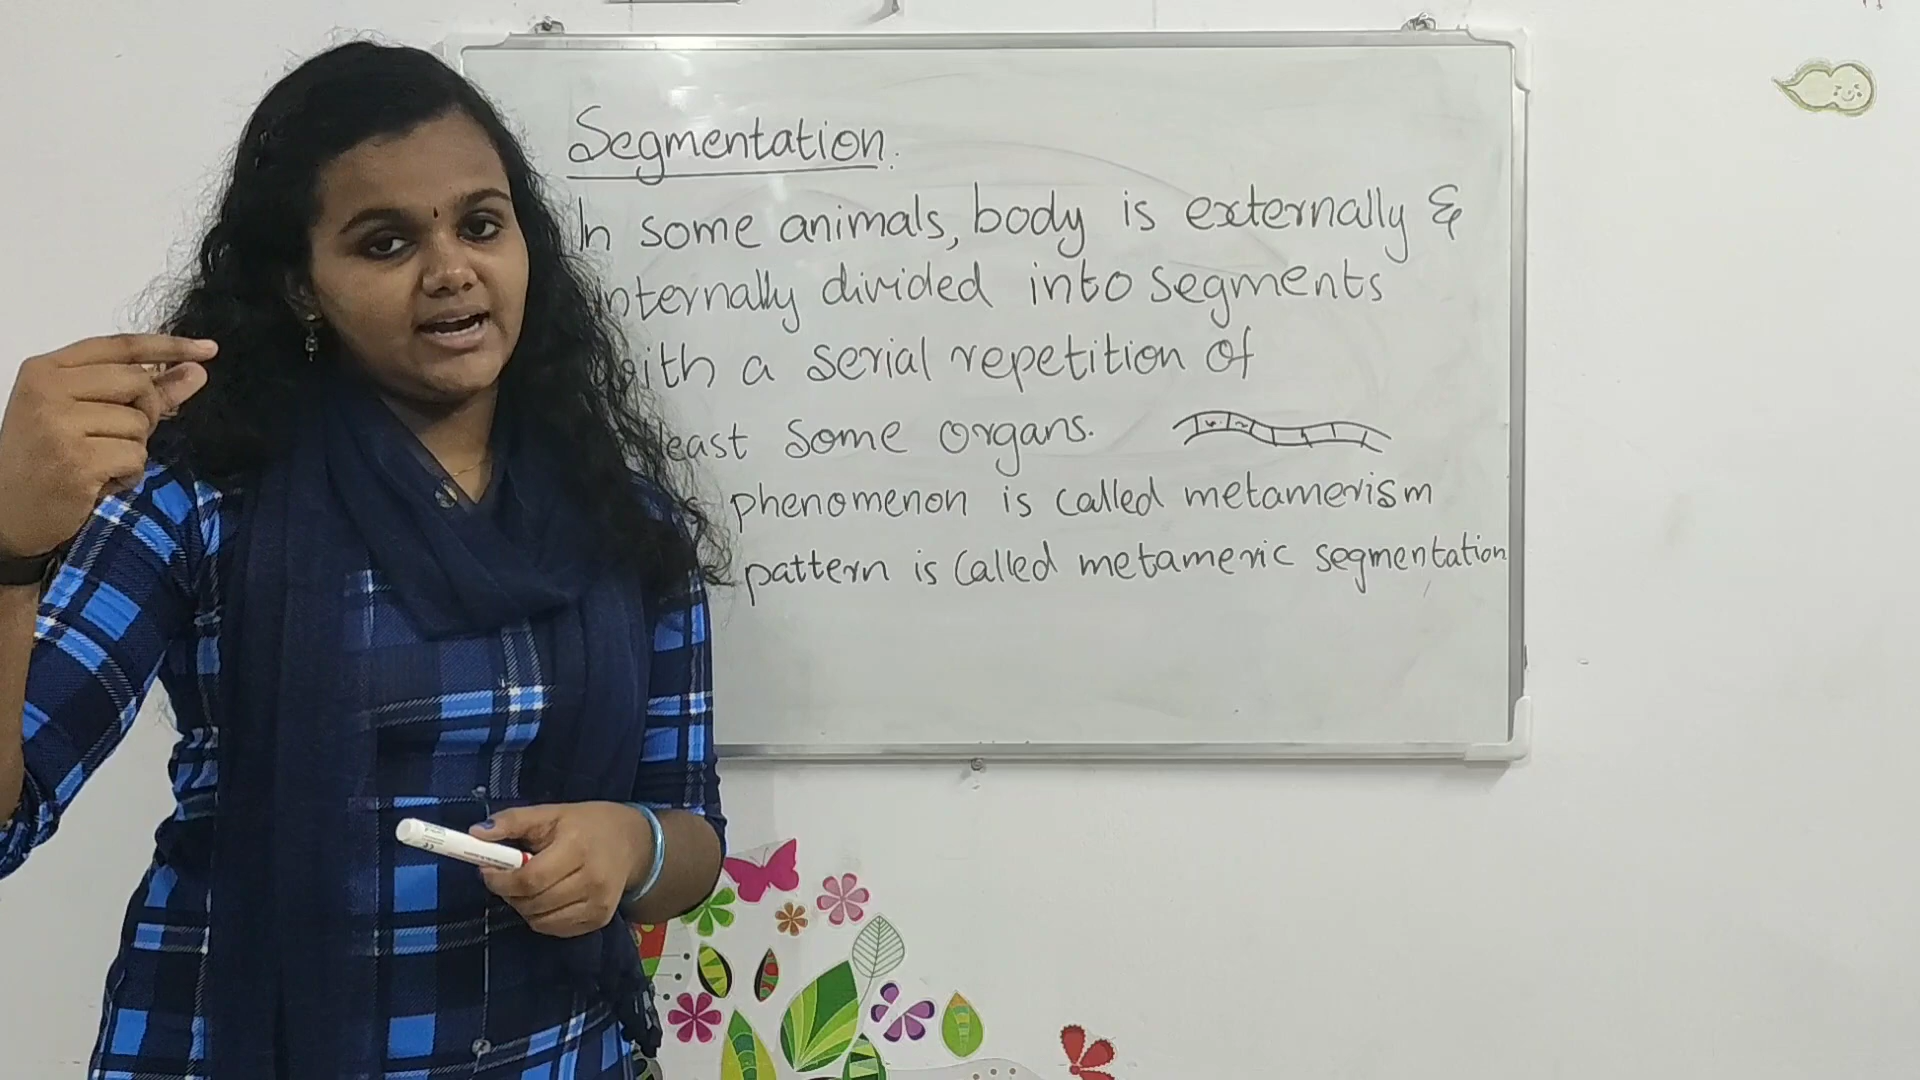 Segmentation.
In some animals, body is externally &
internally divided into segments
with a serial repetition of
least some organs.
phenomenon is called metamerism
pattern is called metameric segmentation